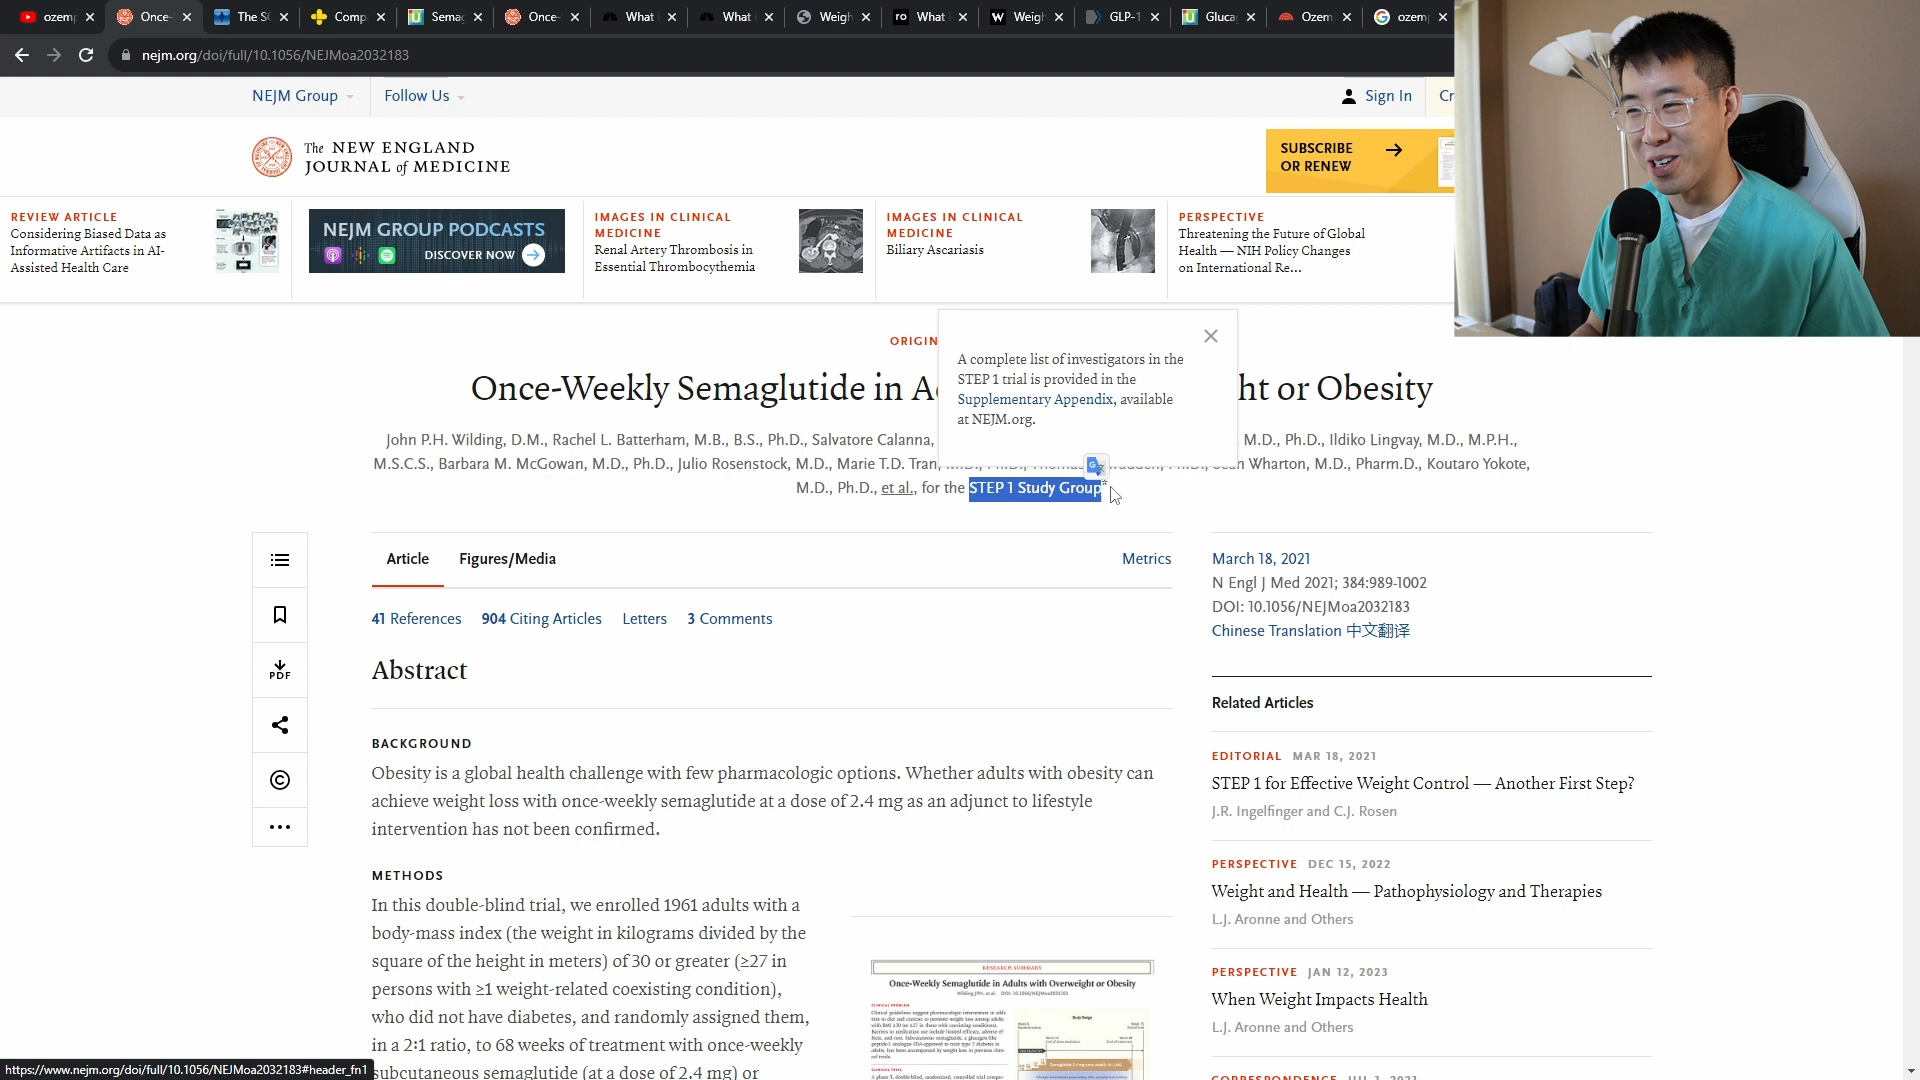 ozem
Once-
The S
Comp
Semag
Once-
What i
What i
Weigh
ro What I
W Weigh
GLP-1
Gluca
Ozem
ozemp
nejm.org/doi/full/10.1056/NEJMoa2032183
NEJM Group
Follow Us
Sign In
Cr
The NEW ENGLAND
JOURNAL of MEDICINE
SUBSCRIBE
OR RENEW
REVIEW ARTICLE
Considering Biased Data as
Informative Artifacts in AI-
Assisted Health Care
NEJM GROUP PODCASTS
DISCOVER NOW
IMAGES IN CLINICAL
MEDICINE
Renal Artery Thrombosis in
Essential Thrombocythemia
IMAGES IN CLINICAL
MEDICINE
Biliary Ascariasis
PERSPECTIVE
Threatening the Future of Global
Health — NIH Policy Changes
on International Re...
ORIGIN
A complete list of investigators in the
STEP 1 trial is provided in the
Supplementary Appendix, available
at NEJM.org.
Once-Weekly Semaglutide in A ht or Obesity
John P.H. Wilding, D.M., Rachel L. Batterham, M.B., B.S., Ph.D., Salvatore Calanna, M.D., Ph.D., Ildiko Lingvay, M.D., M.P.H.,
M.S.C.S., Barbara M. McGowan, M.D., Ph.D., Julio Rosenstock, M.D., Marie T.D. Tran, Wharton, M.D., Pharm.D., Koutaro Yokote,
M.D., Ph.D., et al., for the STEP 1 Study Group*
Article
Figures/Media
Metrics
41 References
904 Citing Articles
Letters
3 Comments
Abstract
BACKGROUND
Obesity is a global health challenge with few pharmacologic options. Whether adults with obesity can
achieve weight loss with once-weekly semaglutide at a dose of 2.4 mg as an adjunct to lifestyle
intervention has not been confirmed.
METHODS
In this double-blind trial, we enrolled 1961 adults with a
body-mass index (the weight in kilograms divided by the
square of the height in meters) of 30 or greater (≥27 in
persons with ≥1 weight-related coexisting condition),
who did not have diabetes, and randomly assigned them,
in a 2:1 ratio, to 68 weeks of treatment with once-weekly
subcutaneous semaglutide (at a dose of 2.4 mg) or
PDF
RESEARCH SUMMARY
Once-Weekly Semaglutide in Adults with Overweight or Obesity
March 18, 2021
N Engl J Med 2021; 384:989-1002
DOI: 10.1056/NEJMoa2032183
Chinese Translation 中文翻译
Related Articles
EDITORIAL MAR 18, 2021
STEP 1 for Effective Weight Control — Another First Step?
J.R. Ingelfinger and C.J. Rosen
PERSPECTIVE DEC 15, 2022
Weight and Health — Pathophysiology and Therapies
L.J. Aronne and Others
PERSPECTIVE JAN 12, 2023
When Weight Impacts Health
L.J. Aronne and Others
CORRESPONDENCE JUL 1, 2021
https://www.nejm.org/doi/full/10.1056/NEJMoa2032183#header_fn1